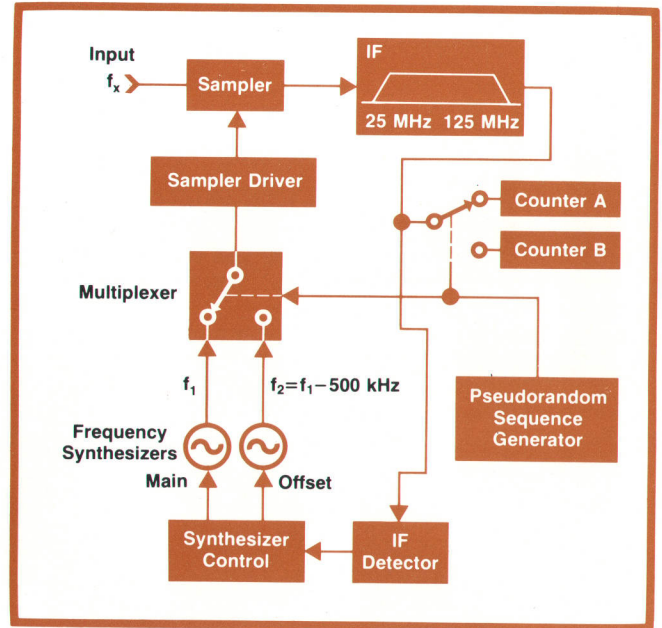 Input
fx
Sampler
IF
25 MHz 125 MHz
Sampler Driver
Counter A
Counter B
Multiplexer
f1
f2=f1−500 kHz
Pseudorandom
Sequence
Generator
Frequency
Synthesizers
Main
Offset
Synthesizer
Control
IF
Detector